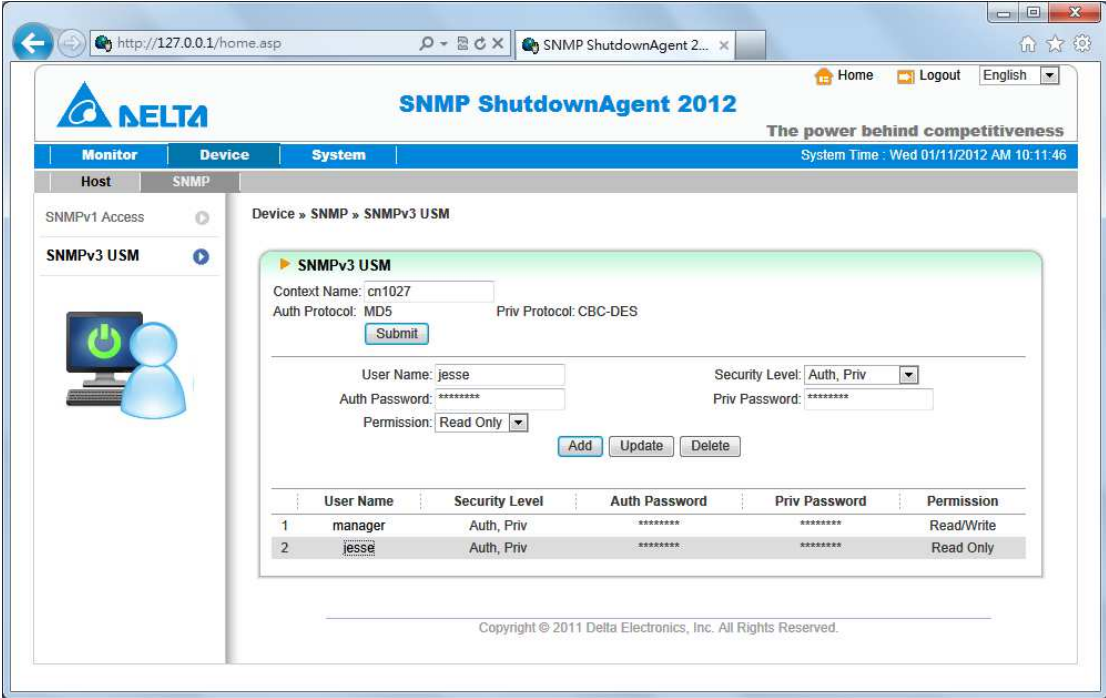 http://127.0.0.1/home.asp
SNMP ShutdownAgent 2...
Home Logout English
DELTA
SNMP ShutdownAgent 2012
The power behind competitiveness
Monitor Device System System Time : Wed 01/11/2012 AM 10:11:46
Host SNMP
SNMPv1 Access
SNMPv3 USM
Device » SNMP » SNMPv3 USM
SNMPv3 USM
Context Name: cn1027
Auth Protocol: MD5 Priv Protocol: CBC-DES
Submit
User Name: jesse Security Level: Auth, Priv
Auth Password: ******** Priv Password: ********
Permission: Read Only
Add Update Delete
User Name Security Level Auth Password Priv Password Permission
1 manager Auth, Priv ******** ******** Read/Write
2 jesse Auth, Priv ******** ******** Read Only
Copyright © 2011 Delta Electronics, Inc. All Rights Reserved.